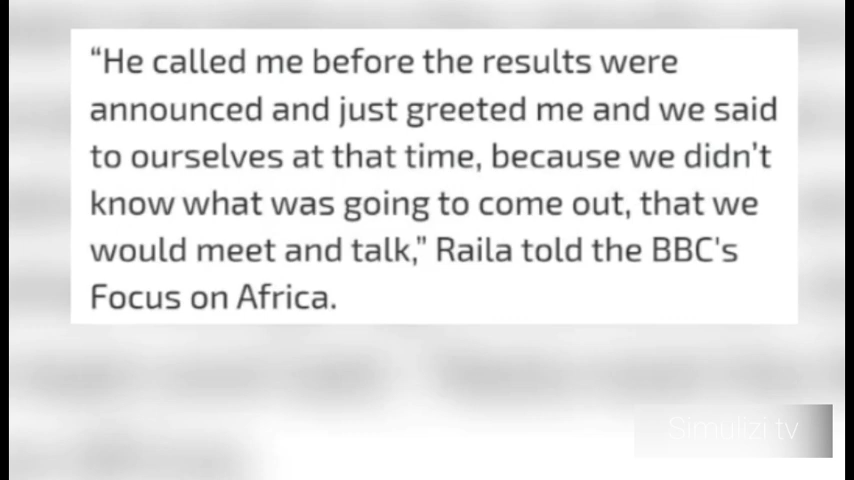 “He called me before the results were
announced and just greeted me and we said
to ourselves at that time, because we didn’t
know what was going to come out, that we
would meet and talk,” Raila told the BBC's
Focus on Africa.
Simulizi tv